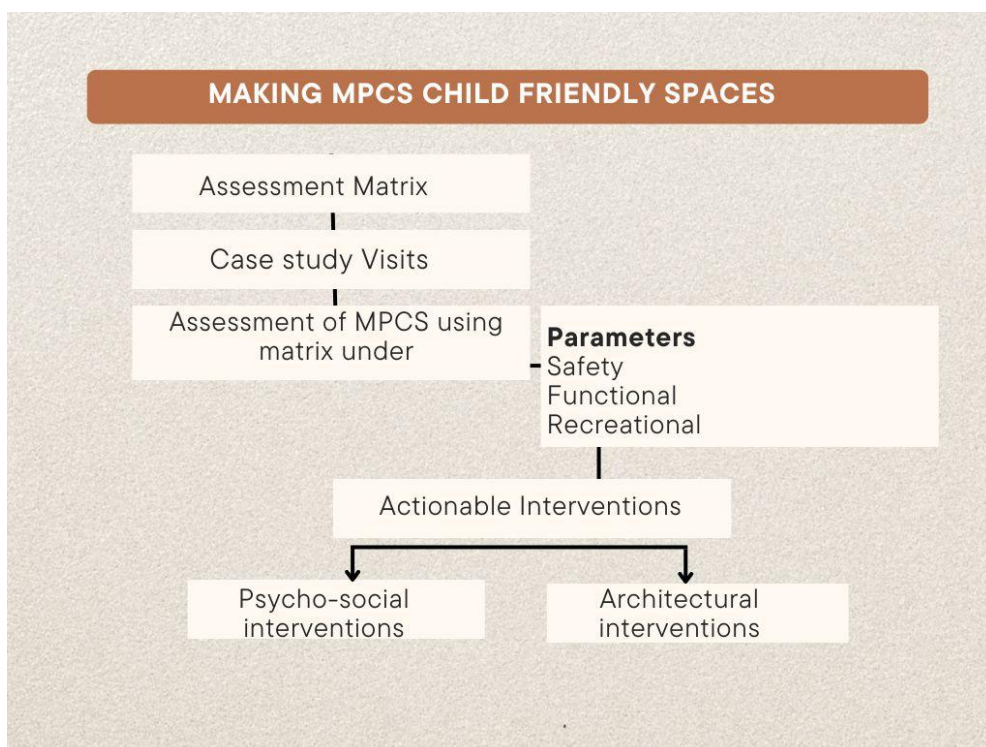 MAKING MPCS CHILD FRIENDLY SPACES
Assessment Matrix
Case study Visits
Assessment of MPCS using
matrix under
Parameters
Safety
Functional
Recreational
Actionable Interventions
Psycho-social
interventions
Architectural
interventions